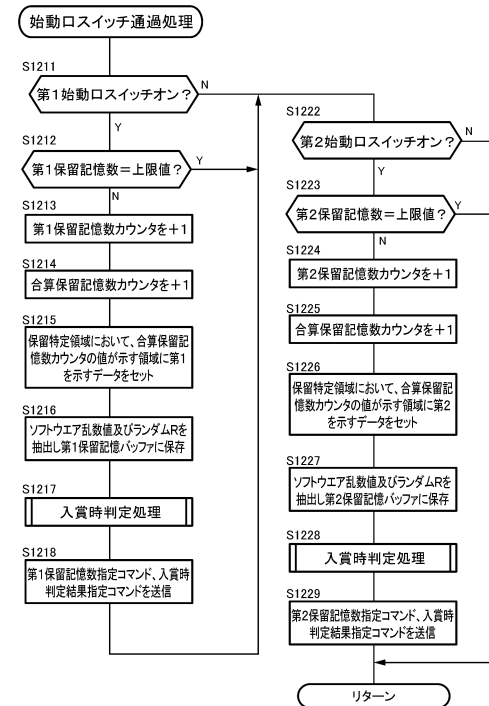 始動口スイッチ通過処理
S1211
第1始動口スイッチオン?
N
Y
S1212
第1保留記憶数=上限値?
Y
N
S1213
第1保留記憶数カウンタを+1
S1214
合算保留記憶数カウンタを+1
S1215
保留特定領域において、合算保留記
憶数カウンタの値が示す領域に第1
を示すデータをセット
S1216
ソフトウエア乱数値及びランダムRを
抽出し第1保留記憶バッファに保存
S1217
入賞時判定処理
S1218
第1保留記憶数指定コマンド、入賞時
判定結果指定コマンドを送信
S1222
第2始動口スイッチオン?
N
Y
S1223
第2保留記憶数=上限値?
Y
N
S1224
第2保留記憶数カウンタを+1
S1225
合算保留記憶数カウンタを+1
S1226
保留特定領域において、合算保留記
憶数カウンタの値が示す領域に第2
を示すデータをセット
S1227
ソフトウエア乱数値及びランダムRを
抽出し第2保留記憶バッファに保存
S1228
入賞時判定処理
S1229
第2保留記憶数指定コマンド、入賞時
判定結果指定コマンドを送信
リターン